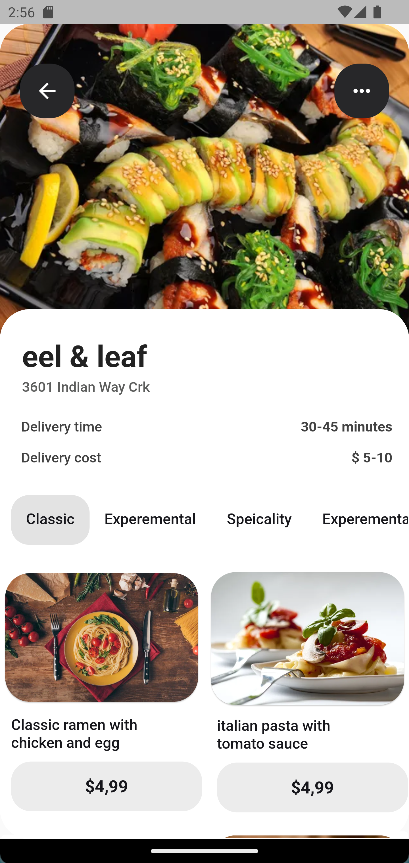 2:56
eel & leaf
3601 Indian Way Crk
Delivery time 30-45 minutes
Delivery cost $ 5-10
Classic Experemental Speicality Experementa
Classic ramen with
chicken and egg
italian pasta with
tomato sauce
$4,99 $4,99